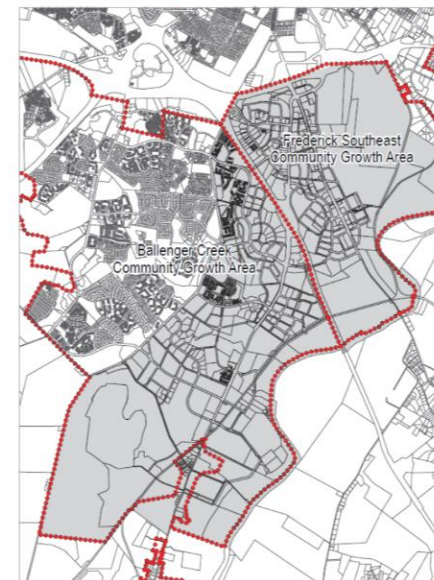 Frederick Southeast
Community Growth Area
Ballenger Creek
Community Growth Area